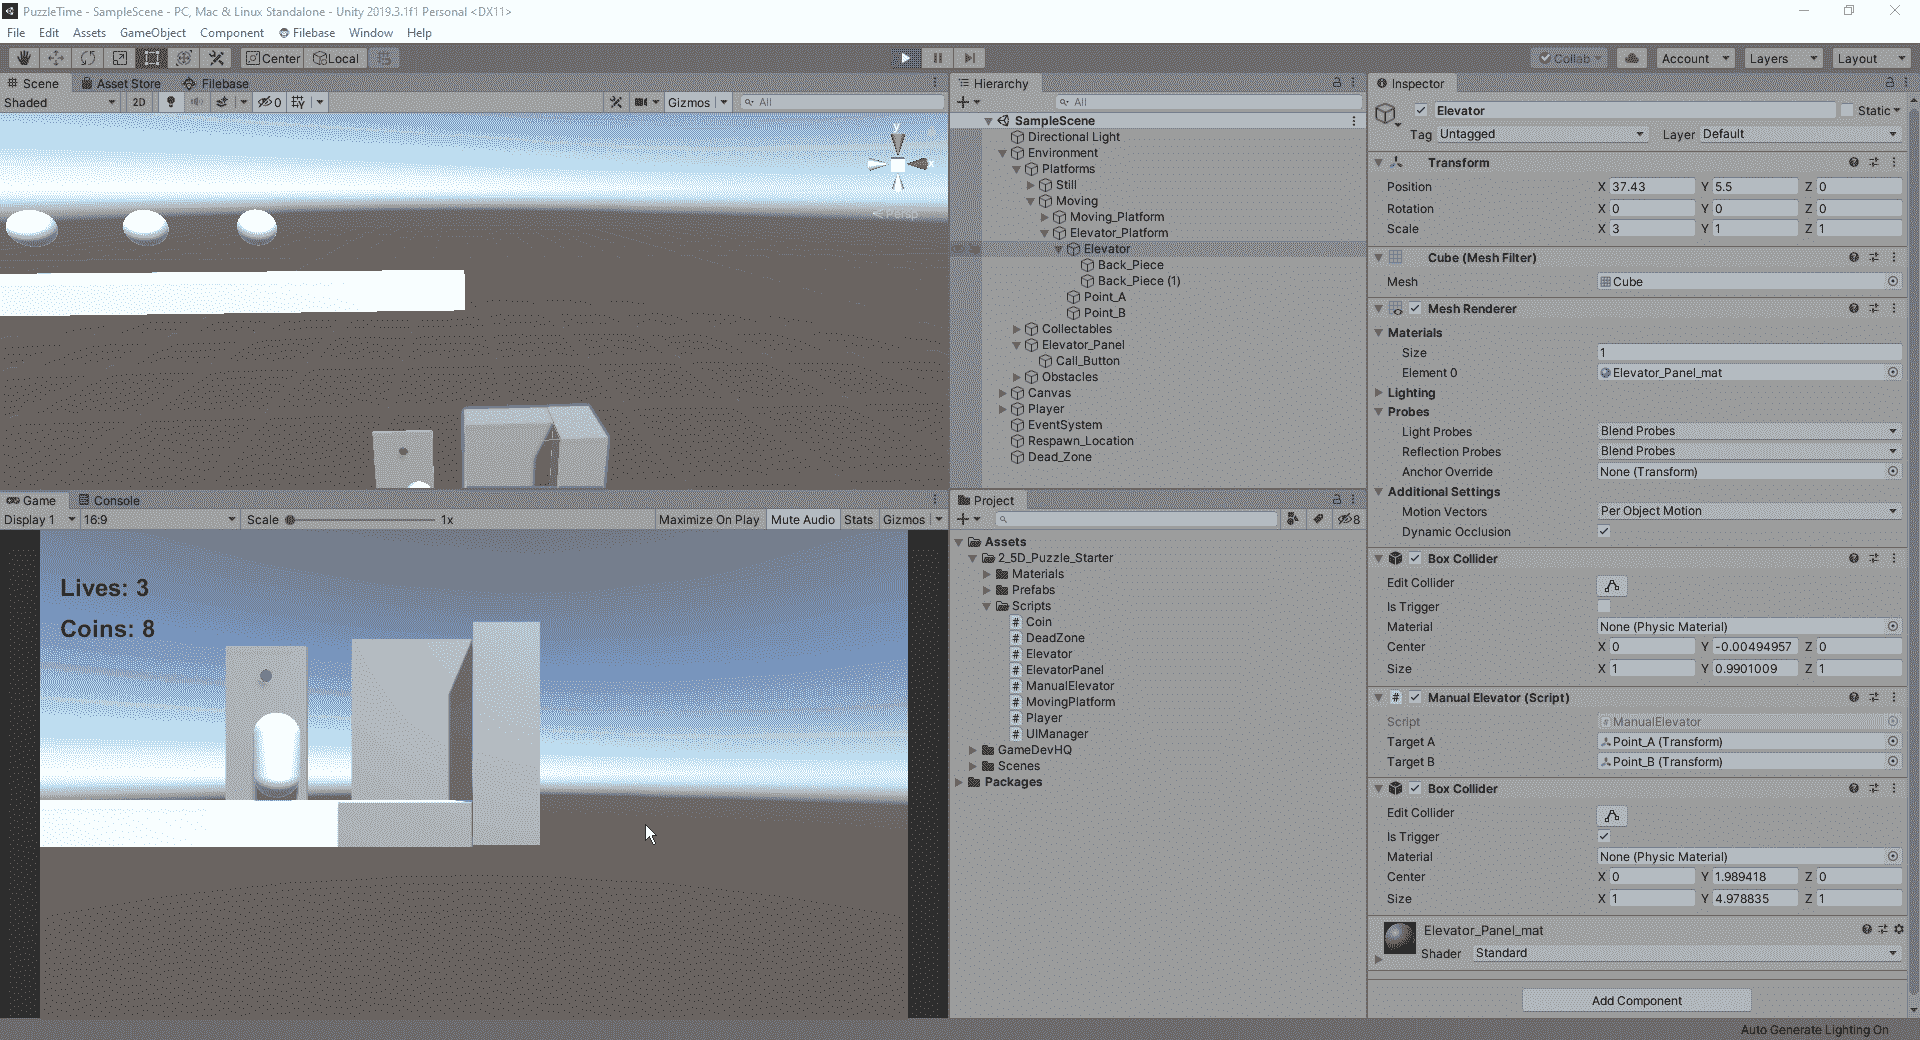 PuzzleTime - SampleScene - PC, Mac & Linux Standalone - Unity 2019.3.1f1 Personal <DX11>
File Edit Assets GameObject Component Filebase Window Help
Center Local Collab Account Layers Layout
Scene Asset Store Filebase
Shaded 2D 0 Gizmos All
y
x
Persp
Game Console
Display 1 16:9 Scale 1x Maximize On Play Mute Audio Stats Gizmos
Lives: 3
Coins: 8
Hierarchy
All
SampleScene
Directional Light
Environment
Platforms
Still
Moving
Moving_Platform
Elevator_Platform
Elevator
Back_Piece
Back_Piece (1)
Point_A
Point_B
Collectables
Elevator_Panel
Call_Button
Obstacles
Canvas
Player
EventSystem
Respawn_Location
Dead_Zone
Project
8
Assets
2_5D_Puzzle_Starter
Materials
Prefabs
Scripts
# Coin
# DeadZone
# Elevator
# ElevatorPanel
# ManualElevator
# MovingPlatform
# Player
# UIManager
GameDevHQ
Scenes
Packages
Inspector
Elevator Static
Tag Untagged Layer Default
Transform
Position X 37.43 Y 5.5 Z 0
Rotation X 0 Y 0 Z 0
Scale X 3 Y 1 Z 1
Cube (Mesh Filter)
Mesh Cube
Mesh Renderer
Materials
Size 1
Element 0 Elevator_Panel_mat
Lighting
Probes
Light Probes Blend Probes
Reflection Probes Blend Probes
Anchor Override None (Transform)
Additional Settings
Motion Vectors Per Object Motion
Dynamic Occlusion
Box Collider
Edit Collider
Is Trigger
Material None (Physic Material)
Center X 0 Y -0.00494957 Z 0
Size X 1 Y 0.9901009 Z 1
# Manual Elevator (Script)
Script # ManualElevator
Target A Point_A (Transform)
Target B Point_B (Transform)
Box Collider
Edit Collider
Is Trigger
Material None (Physic Material)
Center X 0 Y 1.989418 Z 0
Size X 1 Y 4.978835 Z 1
Elevator_Panel_mat
Shader Standard
Add Component
Auto Generate Lighting On